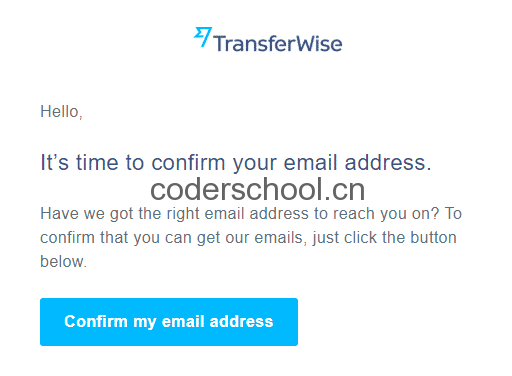 TransferWise
Hello,
It's time to confirm your email address.
coderschool.cn
Have we got the right email address to reach you on? To
confirm that you can get our emails, just click the button
below.
Confirm my email address